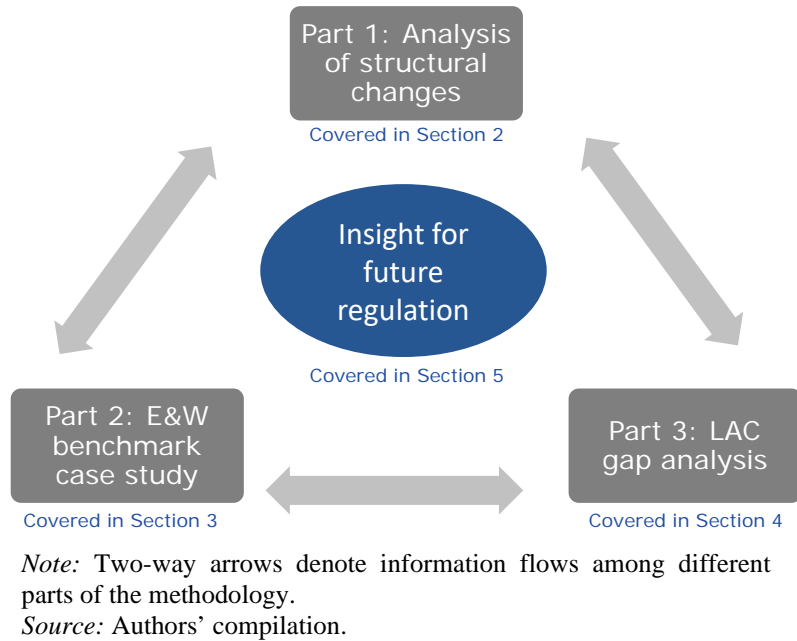 Part 1: Analysis
of structural
changes
Covered in Section 2
Insight for
future
regulation
Covered in Section 5
Part 2: E&W
benchmark
case study
Covered in Section 3
Part 3: LAC
gap analysis
Covered in Section 4
Note: Two-way arrows denote information flows among different
parts of the methodology.
Source: Authors’ compilation.